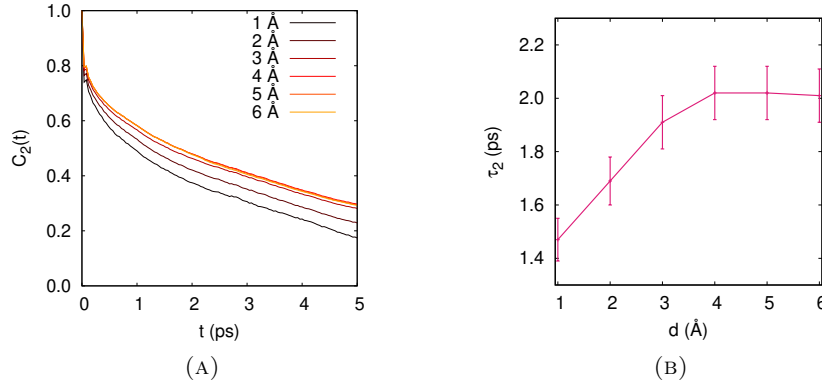 1.0
0.8
0.6
0.4
0.2
0.0
C2(t)
1 Å
2 Å
3 Å
4 Å
5 Å
6 Å
0 1 2 3 4 5
t (ps)
(A)
2.2
2.0
1.8
1.6
1.4
τ2 (ps)
1 2 3 4 5 6
d (Å)
(B)